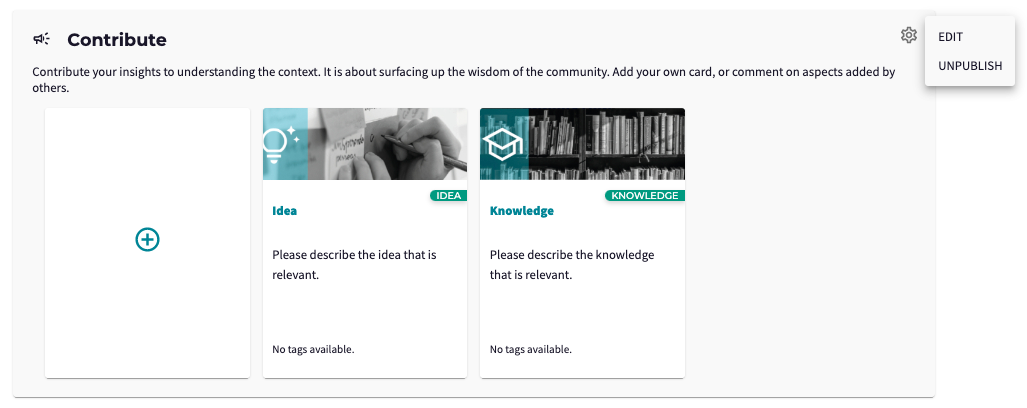 Contribute
EDIT
UNPUBLISH
Contribute your insights to understanding the context. It is about surfacing up the wisdom of the community. Add your own card, or comment on aspects added by
others.
IDEA
KNOWLEDGE
Idea
Knowledge
Please describe the idea that is
relevant.
Please describe the knowledge
that is relevant.
No tags available.
No tags available.